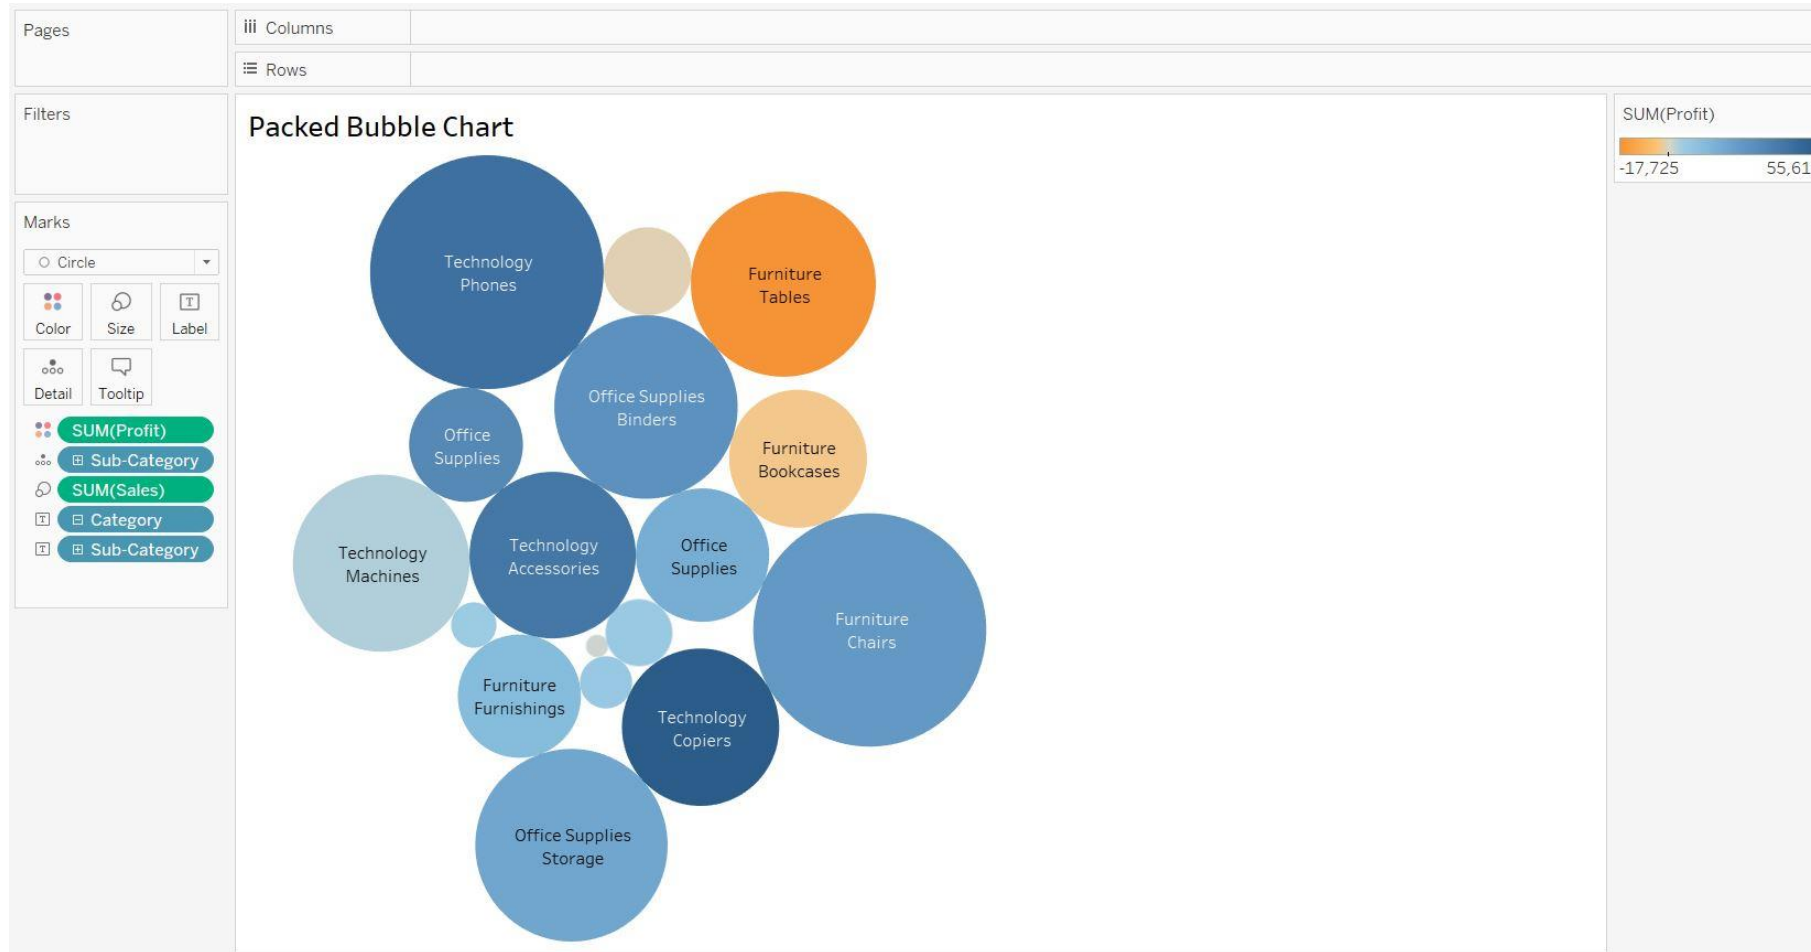 Pages
Columns
Rows
Filters
Packed Bubble Chart
SUM(Profit)
-17,725 55,61
Marks
Circle
Color Size Label
Detail Tooltip
SUM(Profit)
Sub-Category
SUM(Sales)
Category
Sub-Category
Technology
Phones
Furniture
Tables
Office Supplies
Binders
Office
Supplies
Furniture
Bookcases
Technology
Machines
Technology
Accessories
Office
Supplies
Furniture
Chairs
Furniture
Furnishings
Technology
Copiers
Office Supplies
Storage